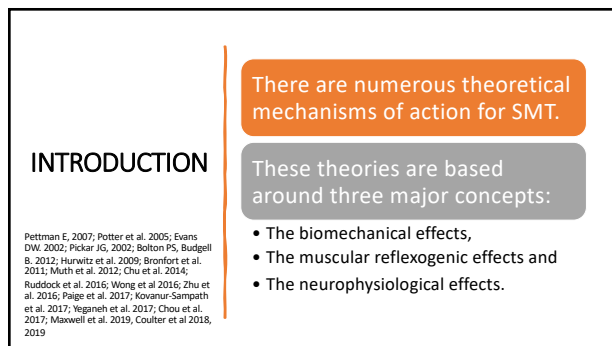 INTRODUCTION
Pettman E, 2007; Potter et al. 2005; Evans
DW. 2002; Pickar JG, 2002; Bolton PS, Budgell
B. 2012; Hurwitz et al. 2009; Bronfort et al.
2011; Muth et al. 2012; Chu et al. 2014;
Ruddock et al. 2016; Wong et al 2016; Zhu et
al. 2016; Paige et al. 2017; Kovanur-Sampath
et al. 2017; Yeganeh et al. 2017; Chou et al.
2017; Maxwell et al. 2019, Coulter et al 2018,
2019
There are numerous theoretical
mechanisms of action for SMT.
These theories are based
around three major concepts:
• The biomechanical effects,
• The muscular reflexogenic effects and
• The neurophysiological effects.